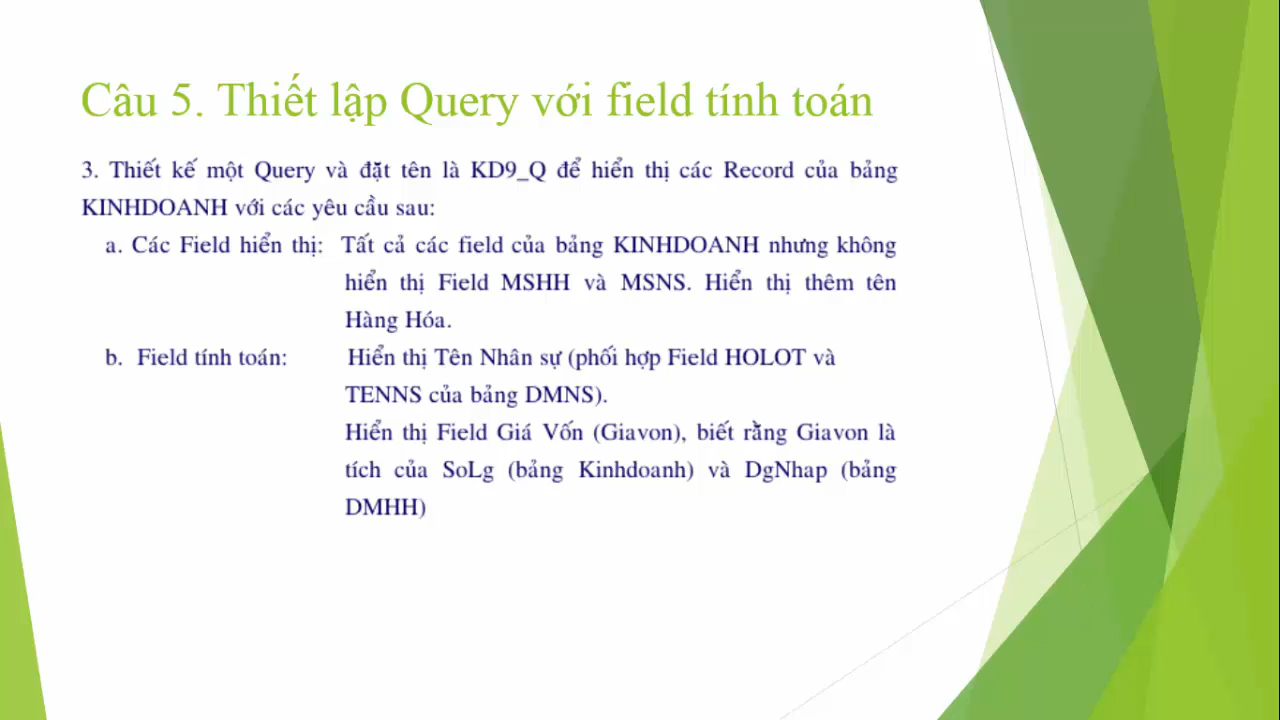 Câu 5. Thiết lập Query với field tính toán
3. Thiết kế một Query và đặt tên là KD9_Q để hiển thị các Record của bảng
KINHDOANH với các yêu cầu sau:
a. Các Field hiển thị: Tất cả các field của bảng KINHDOANH nhưng không
hiển thị Field MSHH và MSNS. Hiển thị thêm tên
Hàng Hóa.
b. Field tính toán: Hiển thị Tên Nhân sự (phối hợp Field HOLOT và
TENNS của bảng DMNS).
Hiển thị Field Giá Vốn (Giavon), biết rằng Giavon là
tích của SoLg (bảng Kinhdoanh) và DgNhap (bảng
DMHH)